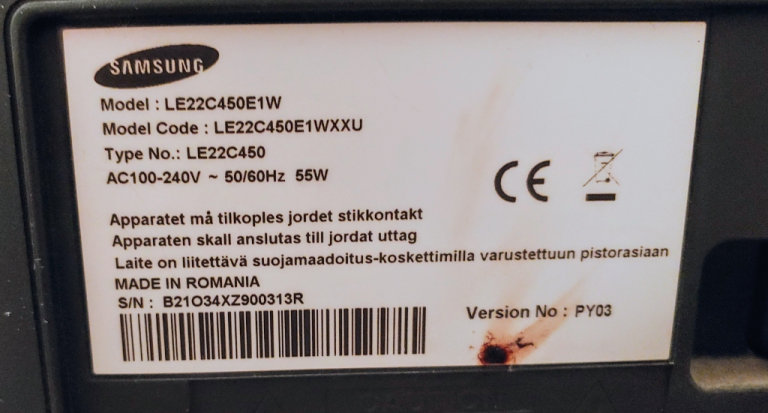 SAMSUNG
Model : LE22C450E1W
Model Code : LE22C450E1WXXU
Type No.: LE22C450
AC100-240V ~ 50/60Hz 55W
CE
Apparatet må tilkoples jordet stikkontakt
Apparaten skall anslutas till jordat uttag
Laite on liitettävä suojamaadoitus-koskettimilla varustettuun pistorasiaan
MADE IN ROMANIA
S/N : B21O34XZ900313R
Version No : PY03